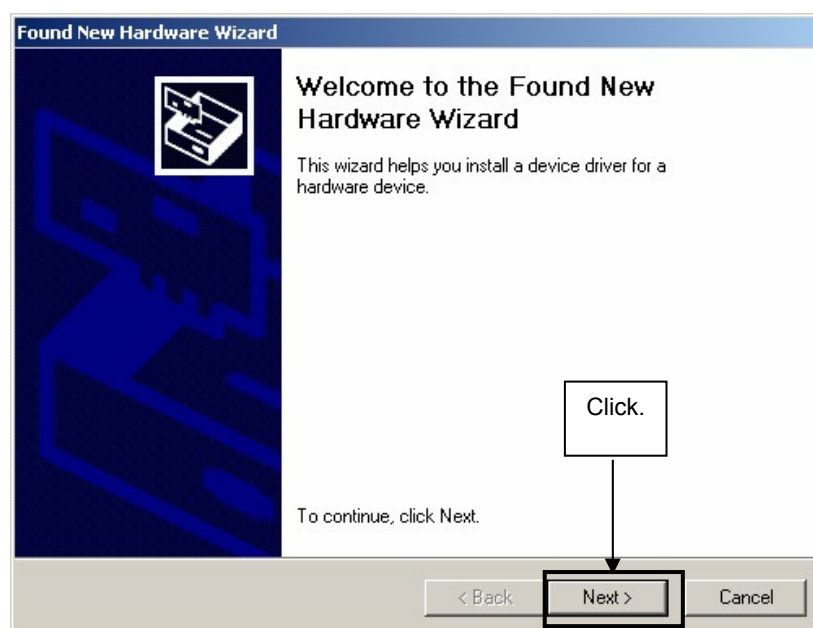 Found New Hardware Wizard
Welcome to the Found New
Hardware Wizard
This wizard helps you install a device driver for a
hardware device.
Click.
To continue, click Next.
< Back
Next >
Cancel